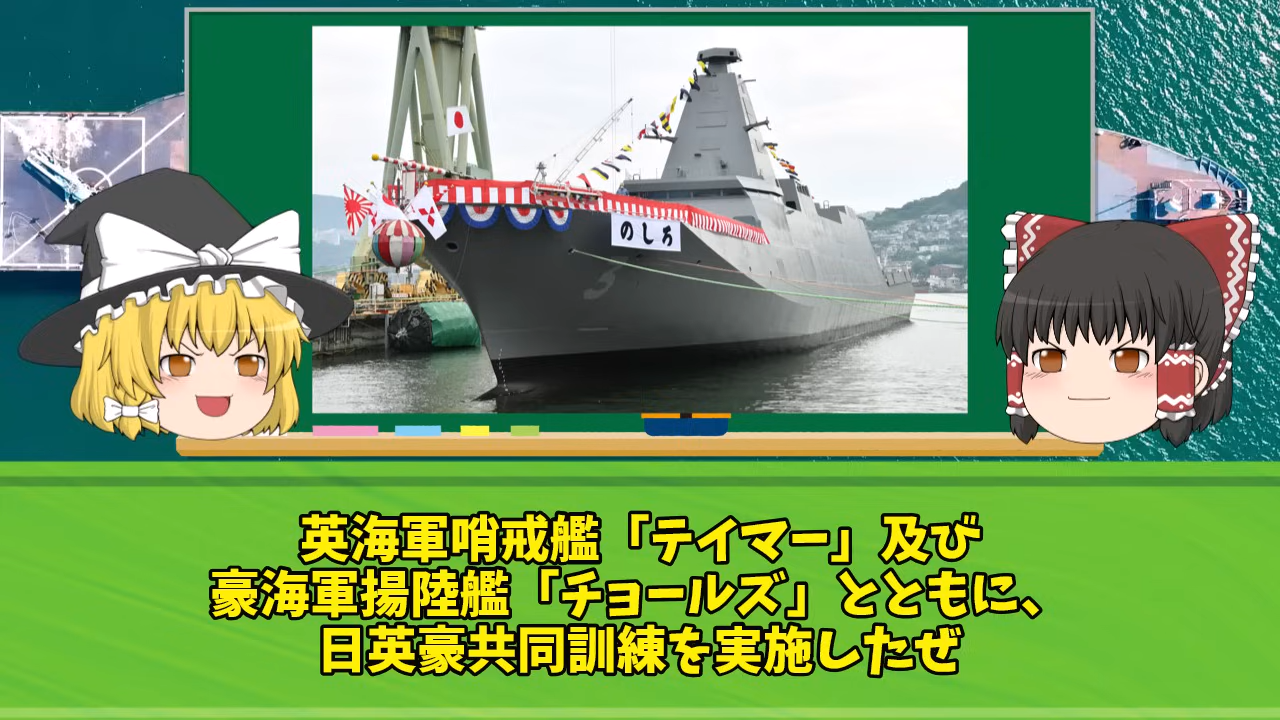 のしろ
3
英海軍哨戒艦「テイマー」及び
豪海軍揚陸艦「チョールズ」とともに、
日英豪共同訓練を実施したぜ